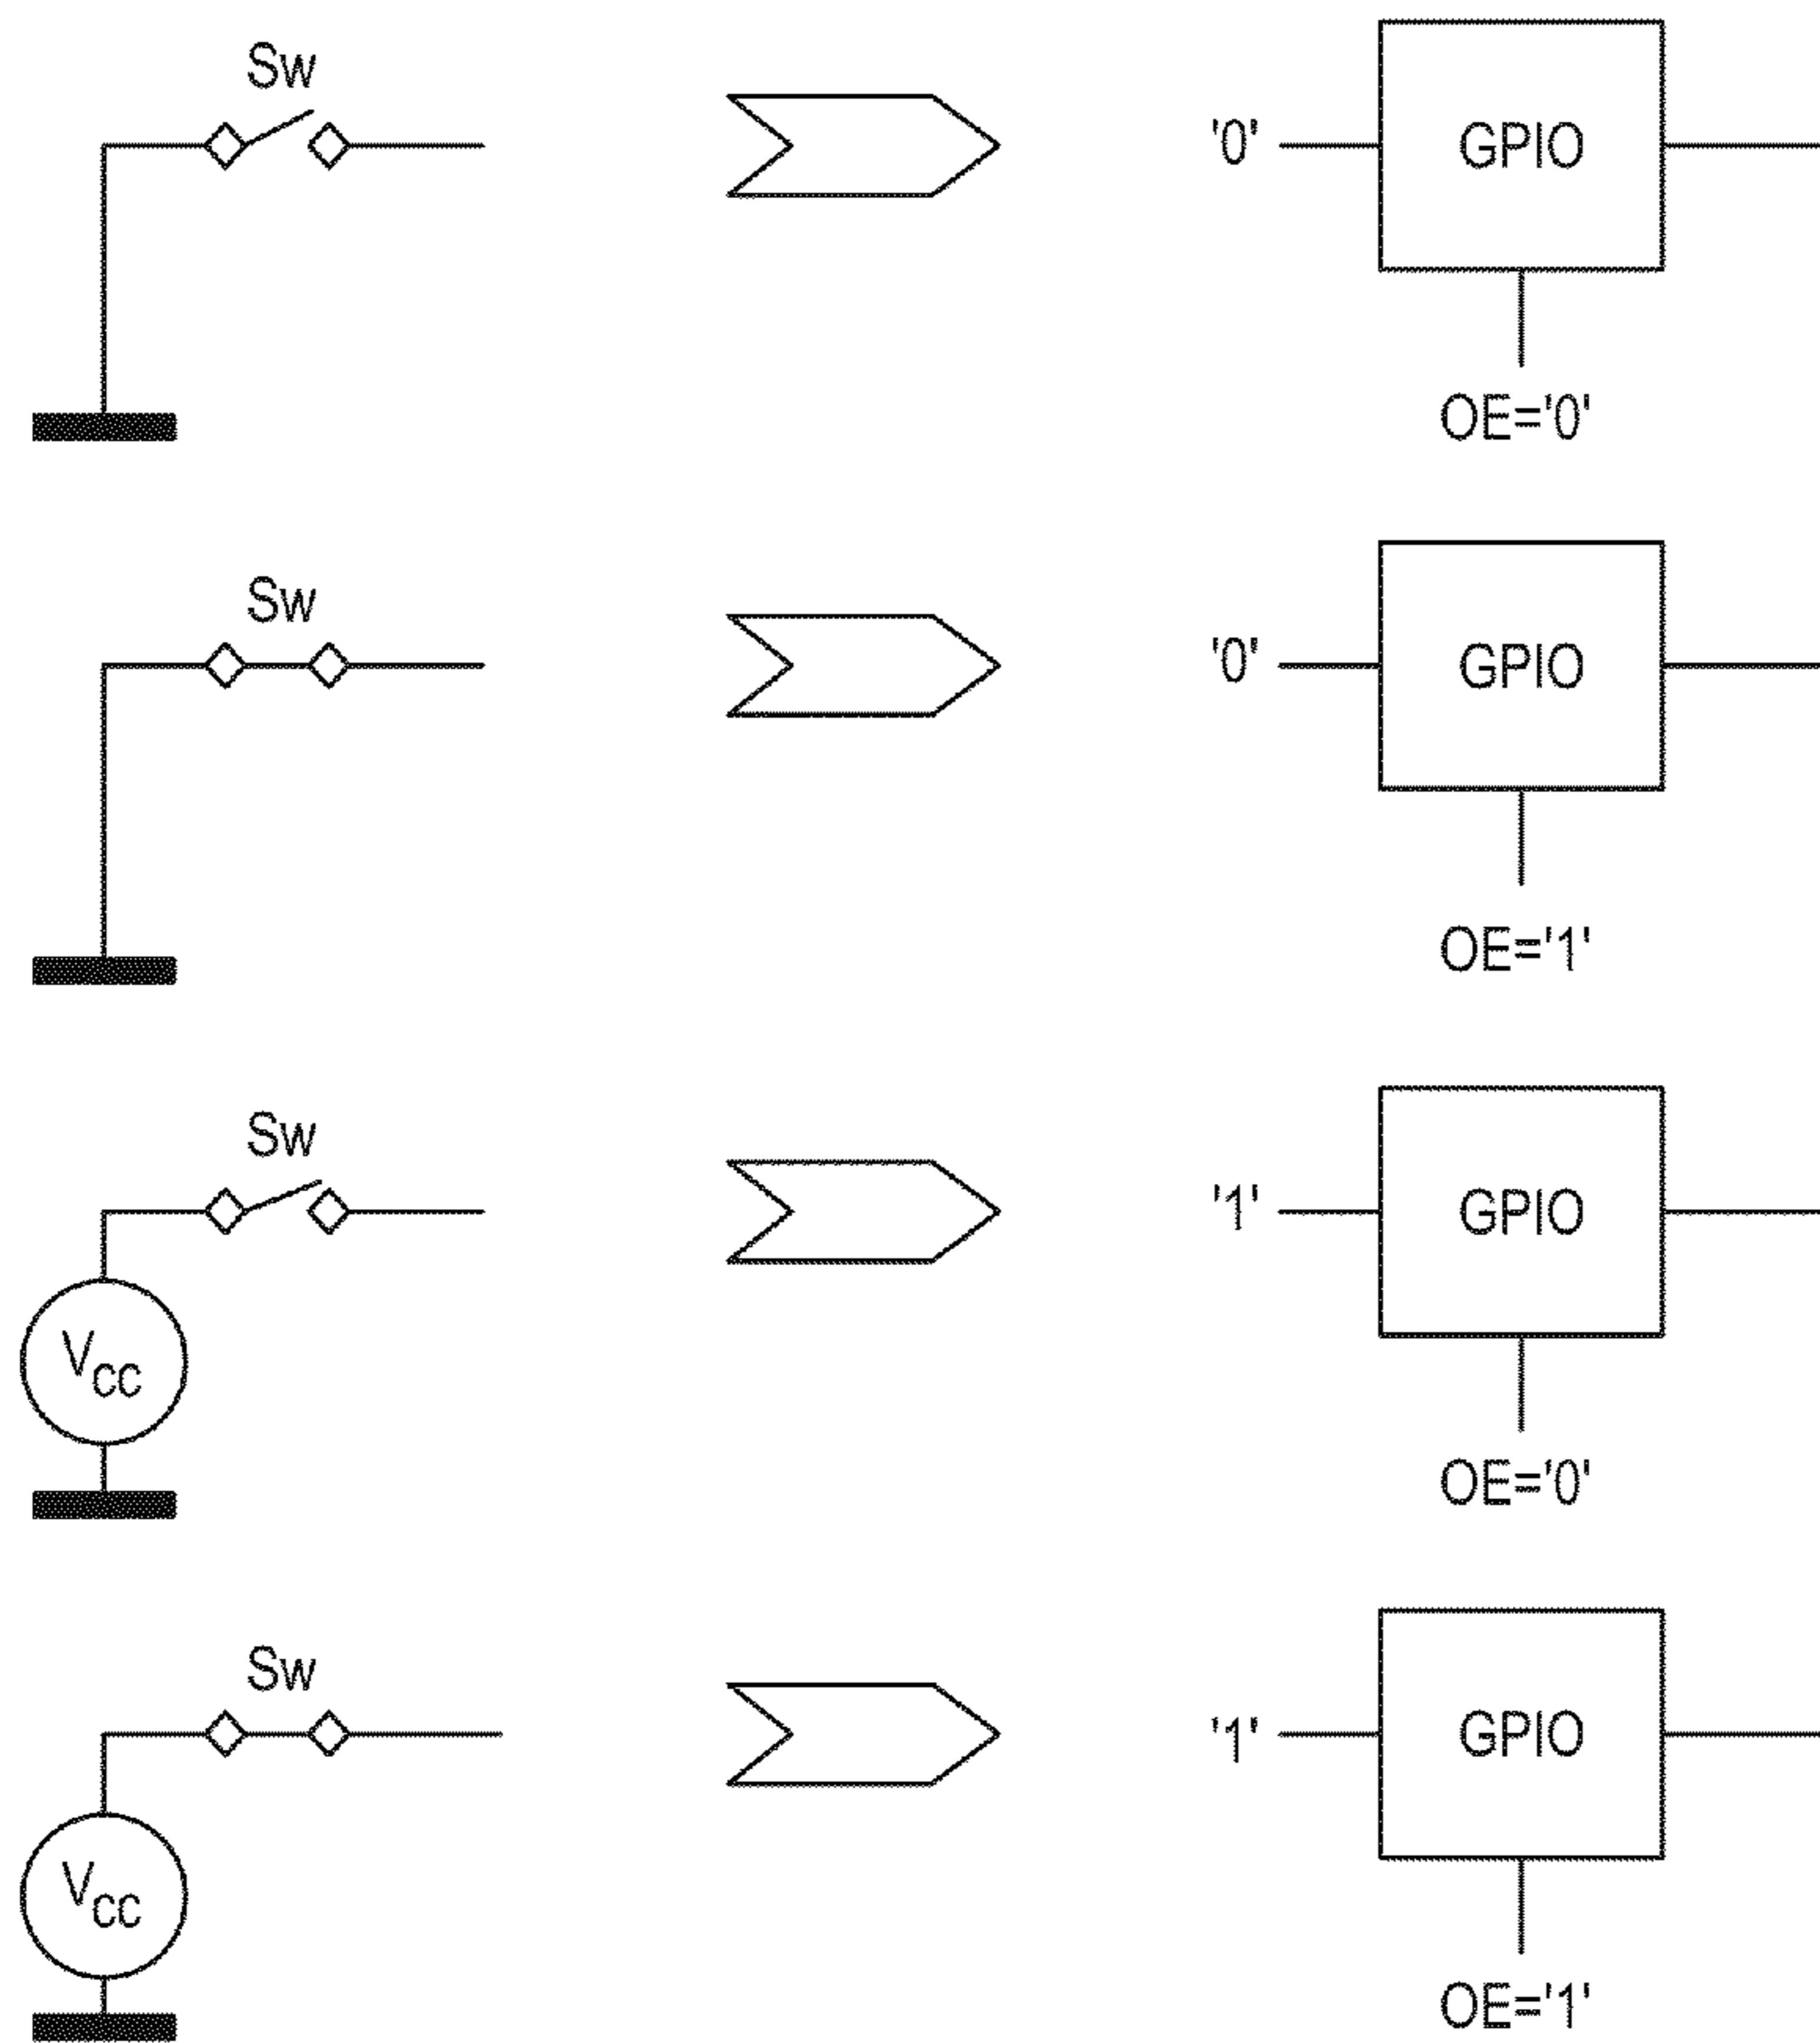 Sw
'0' GPIO
OE='0'
Sw
'0' GPIO
OE='1'
Sw
'1' GPIO
VCC
OE='0'
Sw
'1' GPIO
VCC
OE='1'